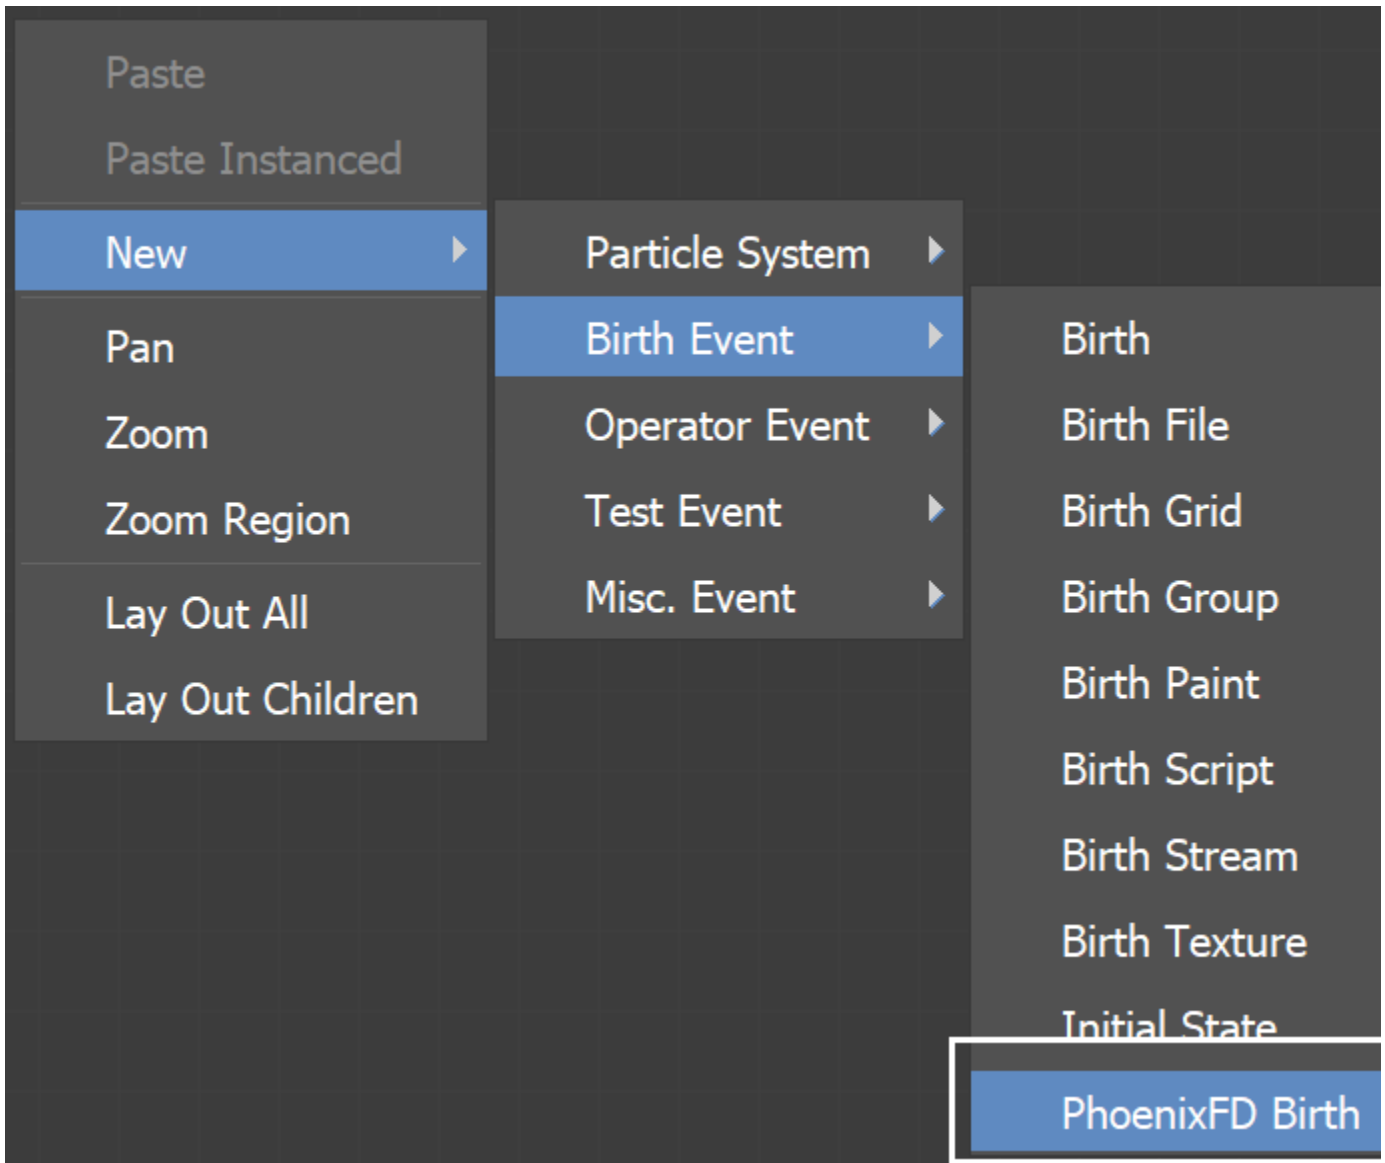 Paste
Paste Instanced
New
Pan
Zoom
Zoom Region
Lay Out All
Lay Out Children
Particle System
Birth Event
Operator Event
Test Event
Misc. Event
Birth
Birth File
Birth Grid
Birth Group
Birth Paint
Birth Script
Birth Stream
Birth Texture
Initial State
PhoenixFD Birth